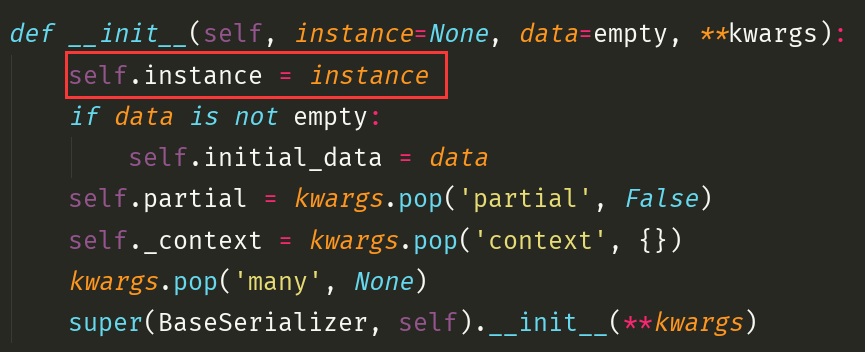 def __init__(self, instance=None, data=empty, **kwargs):
self.instance = instance
if data is not empty:
self.initial_data = data
self.partial = kwargs.pop('partial', False)
self._context = kwargs.pop('context', {})
kwargs.pop('many', None)
super(BaseSerializer, self).__init__(**kwargs)